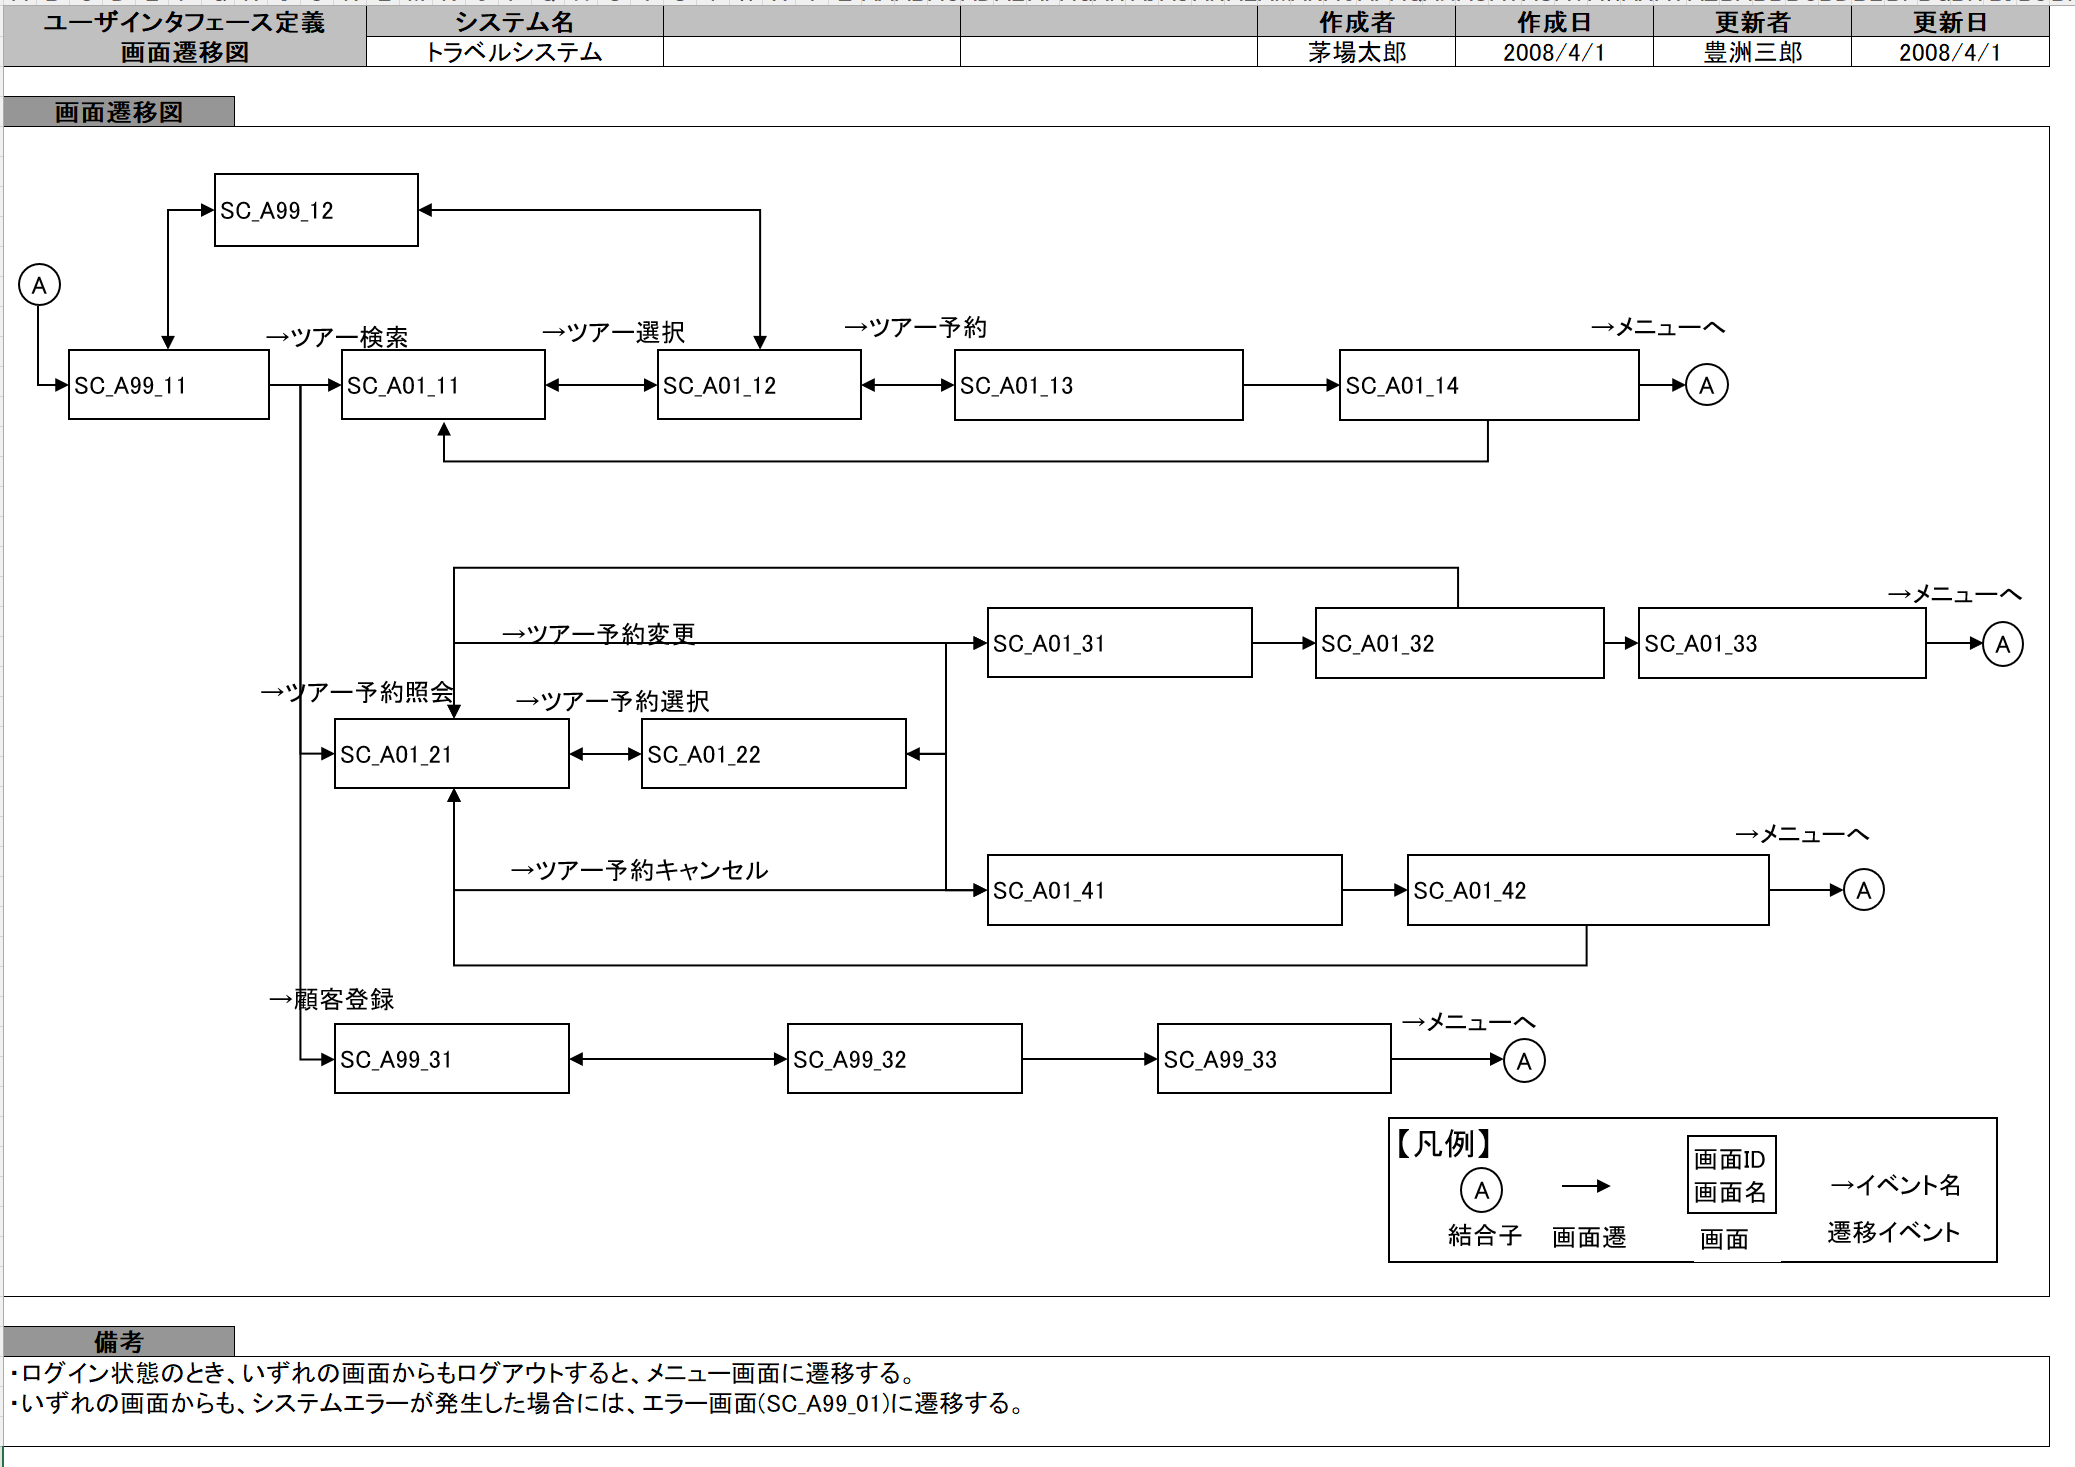 ユーザインタフェース定義
画面遷移図
システム名
作成者
作成日
更新者
更新日
トラベルシステム
茅場太郎
2008/4/1
豊洲三郎
2008/4/1
画面遷移図
SC_A99_12
A
→ツアー検索
→ツアー選択
→ツアー予約
→メニューへ
SC_A99_11
SC_A01_11
SC_A01_12
SC_A01_13
SC_A01_14
A
→メニューへ
→ツアー予約変更
SC_A01_31
SC_A01_32
SC_A01_33
A
→ツアー予約照会
→ツアー予約選択
SC_A01_21
SC_A01_22
→メニューへ
→ツアー予約キャンセル
SC_A01_41
SC_A01_42
A
→顧客登録
→メニューへ
SC_A99_31
SC_A99_32
SC_A99_33
A
【凡例】
A
画面ID
画面名
→イベント名
結合子
画面遷
画面
遷移イベント
備考
・ログイン状態のとき、いずれの画面からもログアウトすると、メニュー画面に遷移する。
・いずれの画面からも、システムエラーが発生した場合には、エラー画面(SC_A99_01)に遷移する。